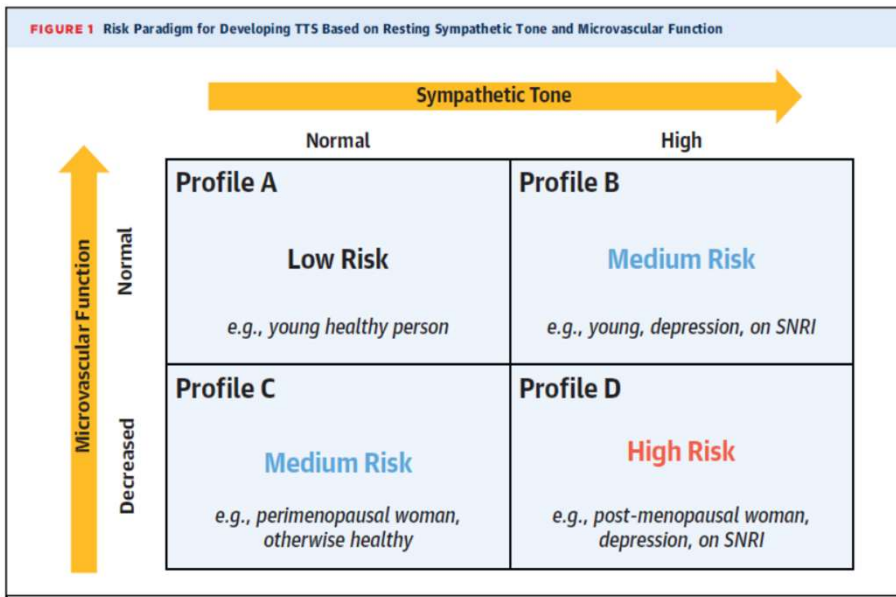 FIGURE 1 Risk Paradigm for Developing TTS Based on Resting Sympathetic Tone and Microvascular Function
Sympathetic Tone
Normal
High
Microvascular Function
Normal
Profile A
Low Risk
e.g., young healthy person
Profile B
Medium Risk
e.g., young, depression, on SNRI
Decreased
Profile C
Medium Risk
e.g., perimenopausal woman,
otherwise healthy
Profile D
High Risk
e.g., post-menopausal woman,
depression, on SNRI